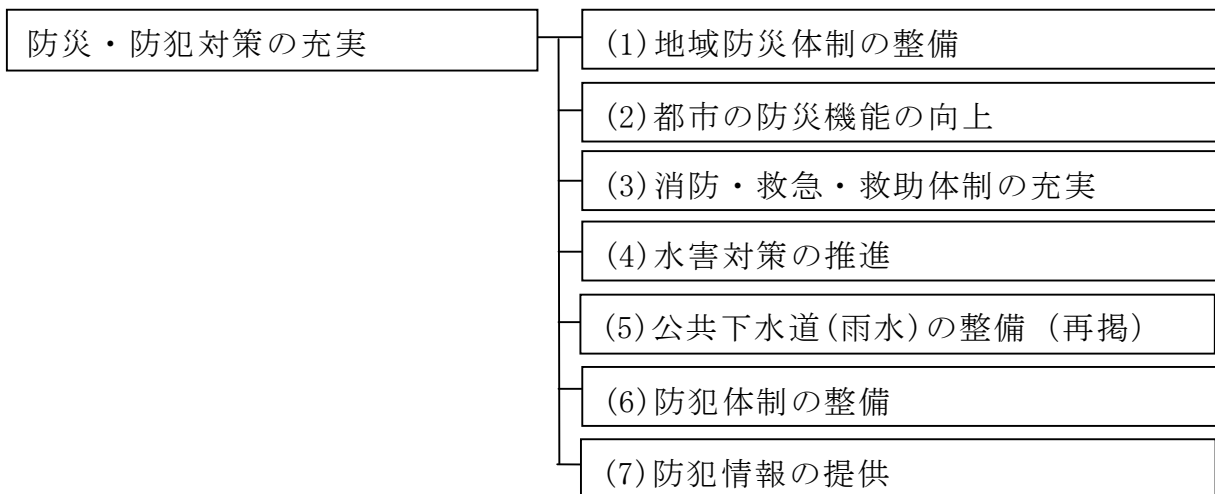 防災・防犯対策の充実
(1)地域防災体制の整備
(2)都市の防災機能の向上
(3)消防・救急・救助体制の充実
(4)水害対策の推進
(5)公共下水道(雨水)の整備 (再掲)
(6)防犯体制の整備
(7)防犯情報の提供